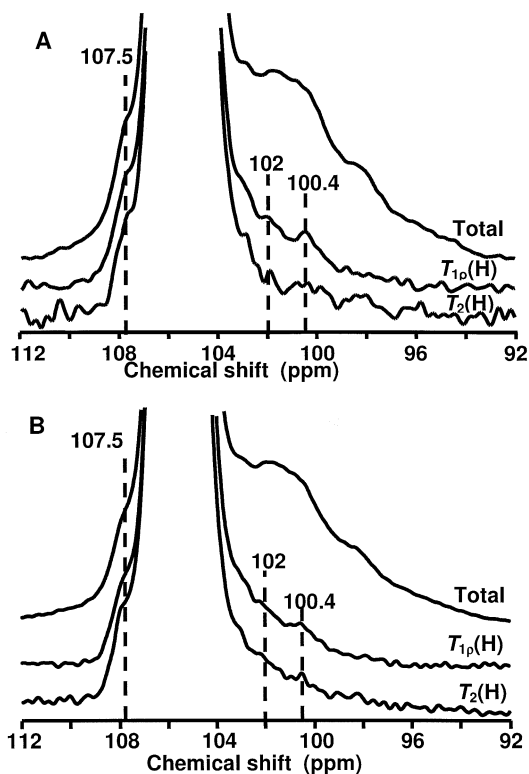 A
107.5
102
100.4
Total
T1ρ(H)
T2(H)
112 108 104 100 96 92
Chemical shift (ppm)
B
107.5
102
100.4
Total
T1ρ(H)
T2(H)
112 108 104 100 96 92
Chemical shift (ppm)